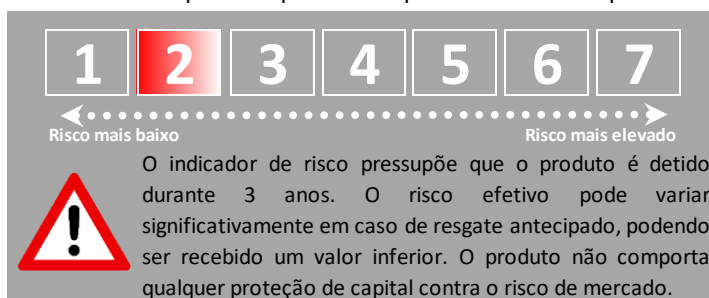 1 2 3 4 5 6 7
Risco mais baixo Risco mais elevado
O indicador de risco pressupõe que o produto é detido
durante 3 anos. O risco efetivo pode variar
significativamente em caso de resgate antecipado, podendo
ser recebido um valor inferior. O produto não comporta
qualquer proteção de capital contra o risco de mercado.